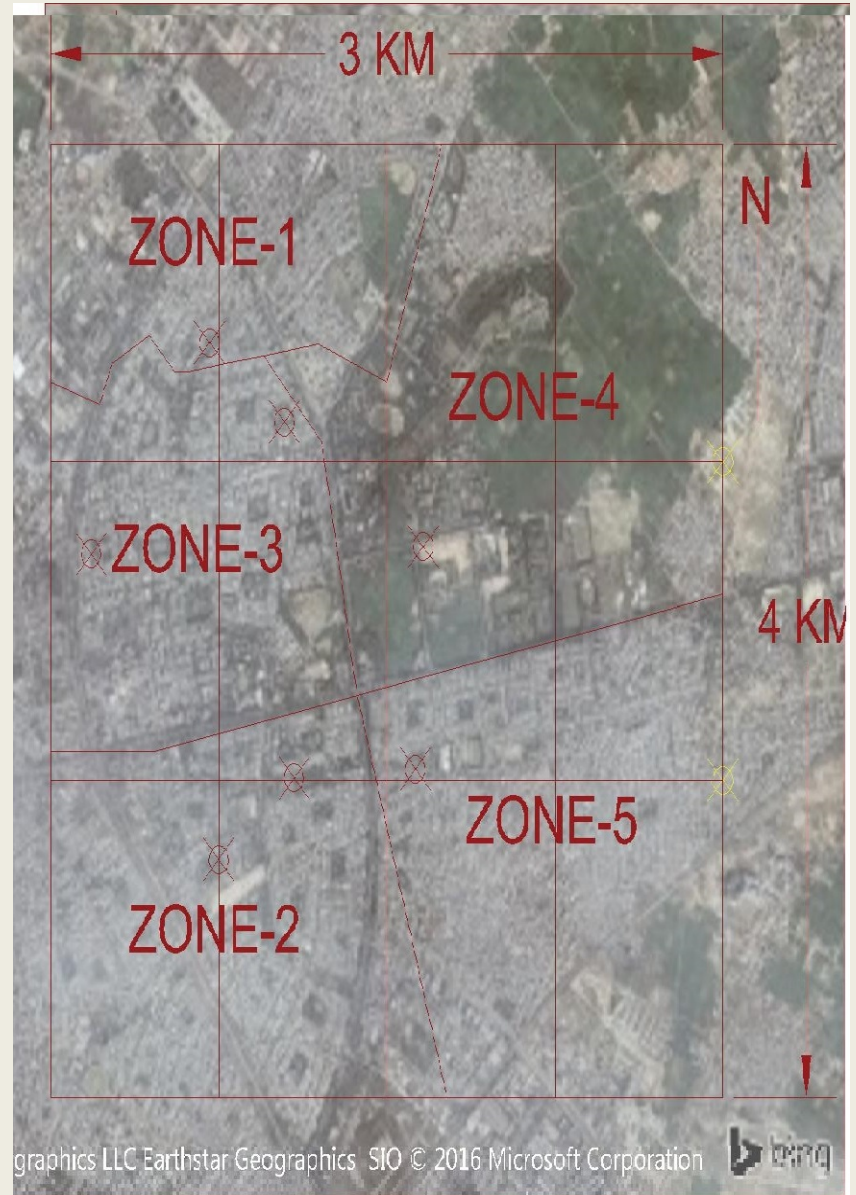 3 KM
N
ZONE-1
ZONE-4
ZONE-3
4 KM
ZONE-5
ZONE-2
graphics LLC Earthstar Geographics SIO © 2016 Microsoft Corporation
bing